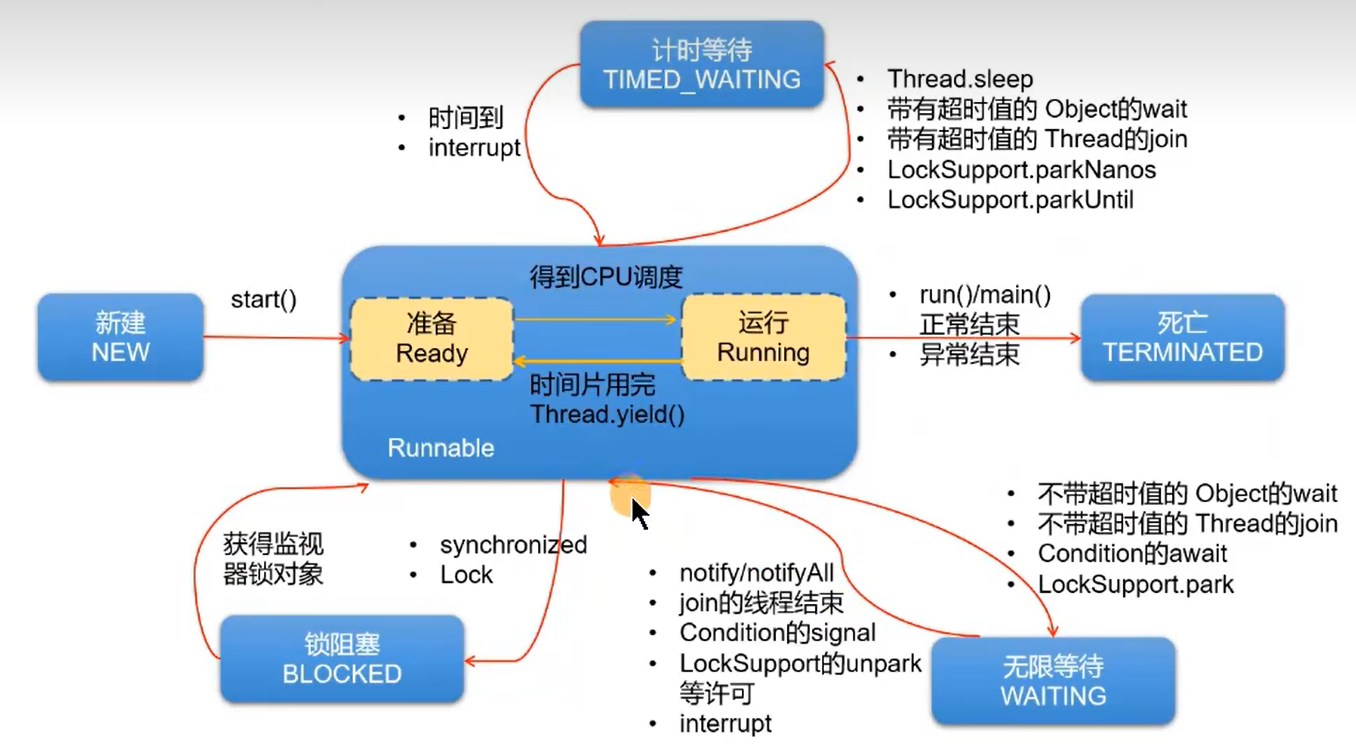 计时等待
TIMED_WAITING
• 时间到
• interrupt
• Thread.sleep
• 带有超时值的 Object的wait
• 带有超时值的 Thread的join
• LockSupport.parkNanos
• LockSupport.parkUntil
新建
NEW
start()
得到CPU调度
准备
Ready
运行
Running
时间片用完
Thread.yield()
Runnable
• run()/main()
正常结束
• 异常结束
死亡
TERMINATED
获得监视
器锁对象
• synchronized
• Lock
锁阻塞
BLOCKED
• notify/notifyAll
• join的线程结束
• Condition的signal
• LockSupport的unpark
等许可
• interrupt
• 不带超时值的 Object的wait
• 不带超时值的 Thread的join
• Condition的await
• LockSupport.park
无限等待
WAITING